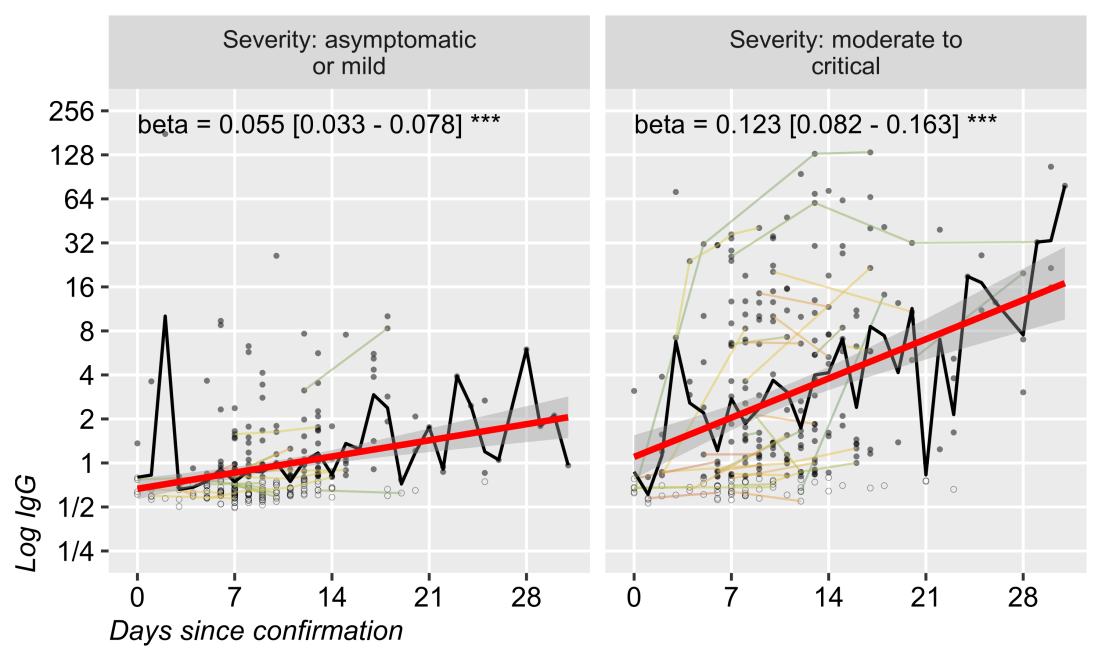 Severity: asymptomatic
or mild
Severity: moderate to
critical
beta = 0.055 [0.033 - 0.078] ***
beta = 0.123 [0.082 - 0.163] ***
256
128
64
32
16
8
4
2
1
1/2
1/4
Log IgG
0 7 14 21 28
0 7 14 21 28
Days since confirmation